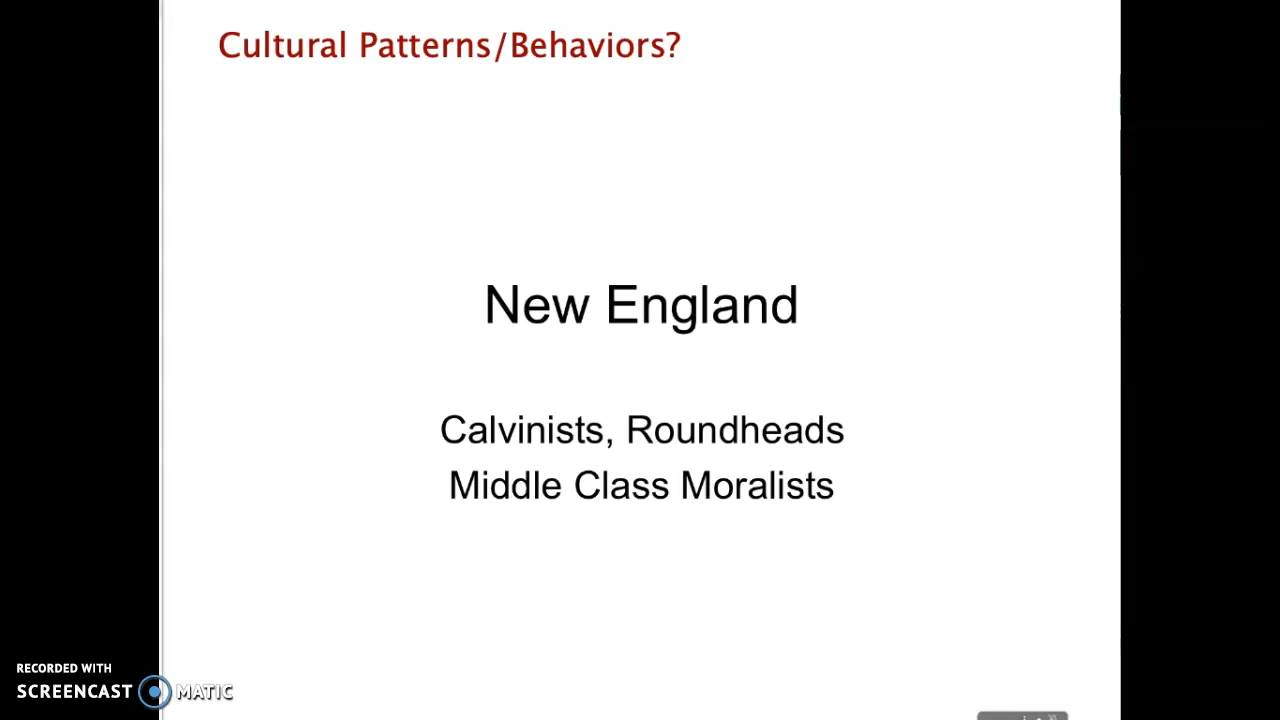 Cultural Patterns/Behaviors?
New England
Calvinists, Roundheads
Middle Class Moralists
RECORDED WITH
SCREENCAST MATIC